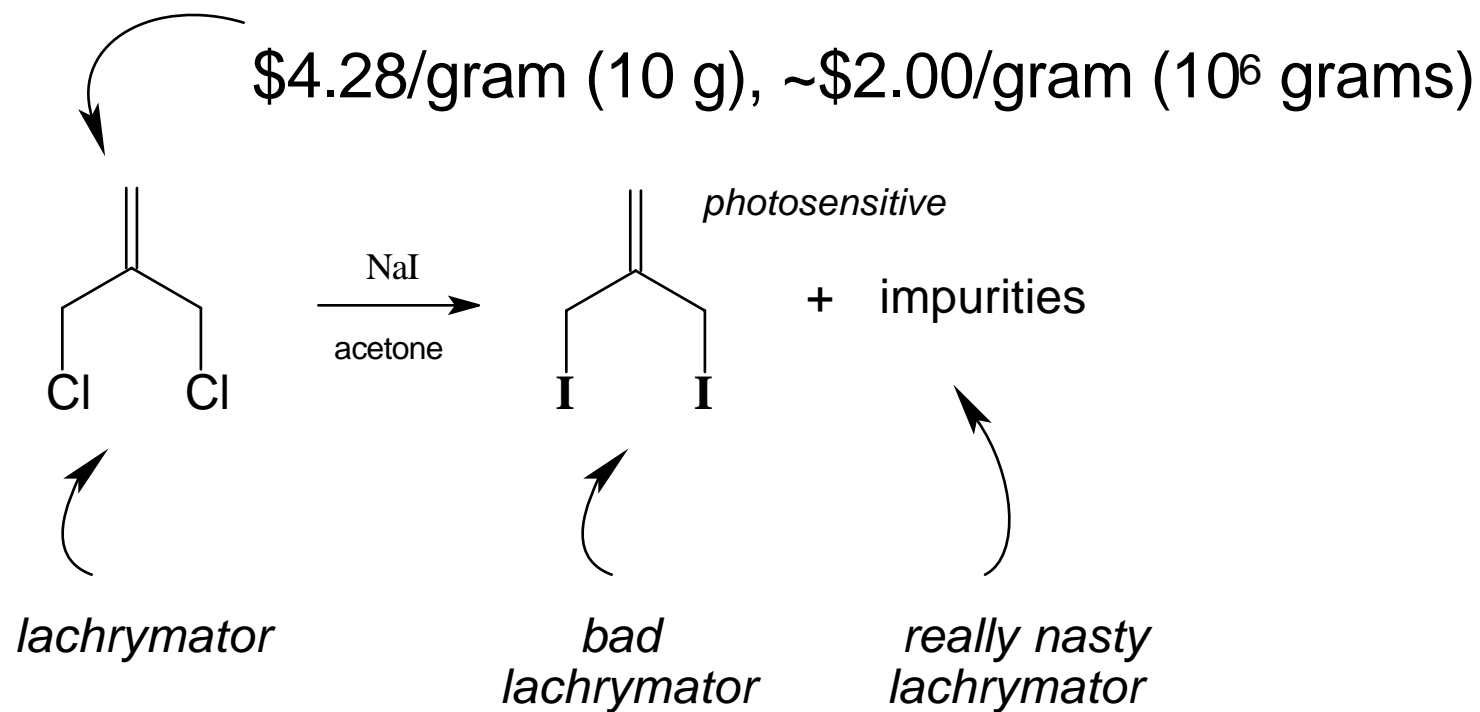 $4.28/gram (10 g), ~$2.00/gram (10⁶ grams)
photosensitive
NaI
acetone
+ impurities
Cl Cl
I I
lachrymator
bad
lachrymator
really nasty
lachrymator